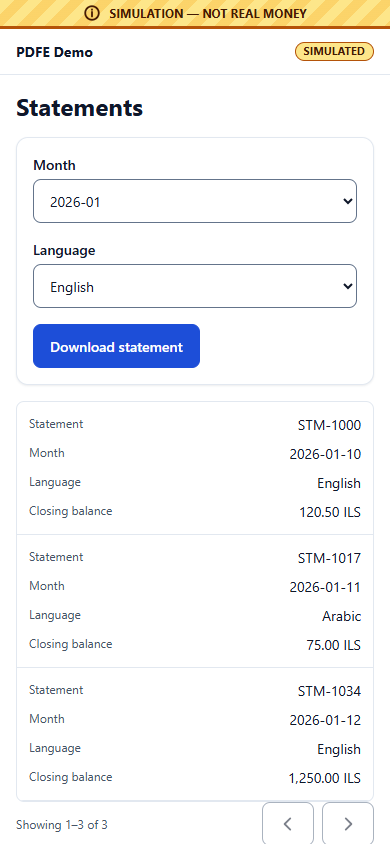 SIMULATION — NOT REAL MONEY
PDFE Demo
SIMULATED
Statements
Month
2026-01
Language
English
Download statement
Statement STM-1000
Month 2026-01-10
Language English
Closing balance 120.50 ILS
Statement STM-1017
Month 2026-01-11
Language Arabic
Closing balance 75.00 ILS
Statement STM-1034
Month 2026-01-12
Language English
Closing balance 1,250.00 ILS
Showing 1–3 of 3